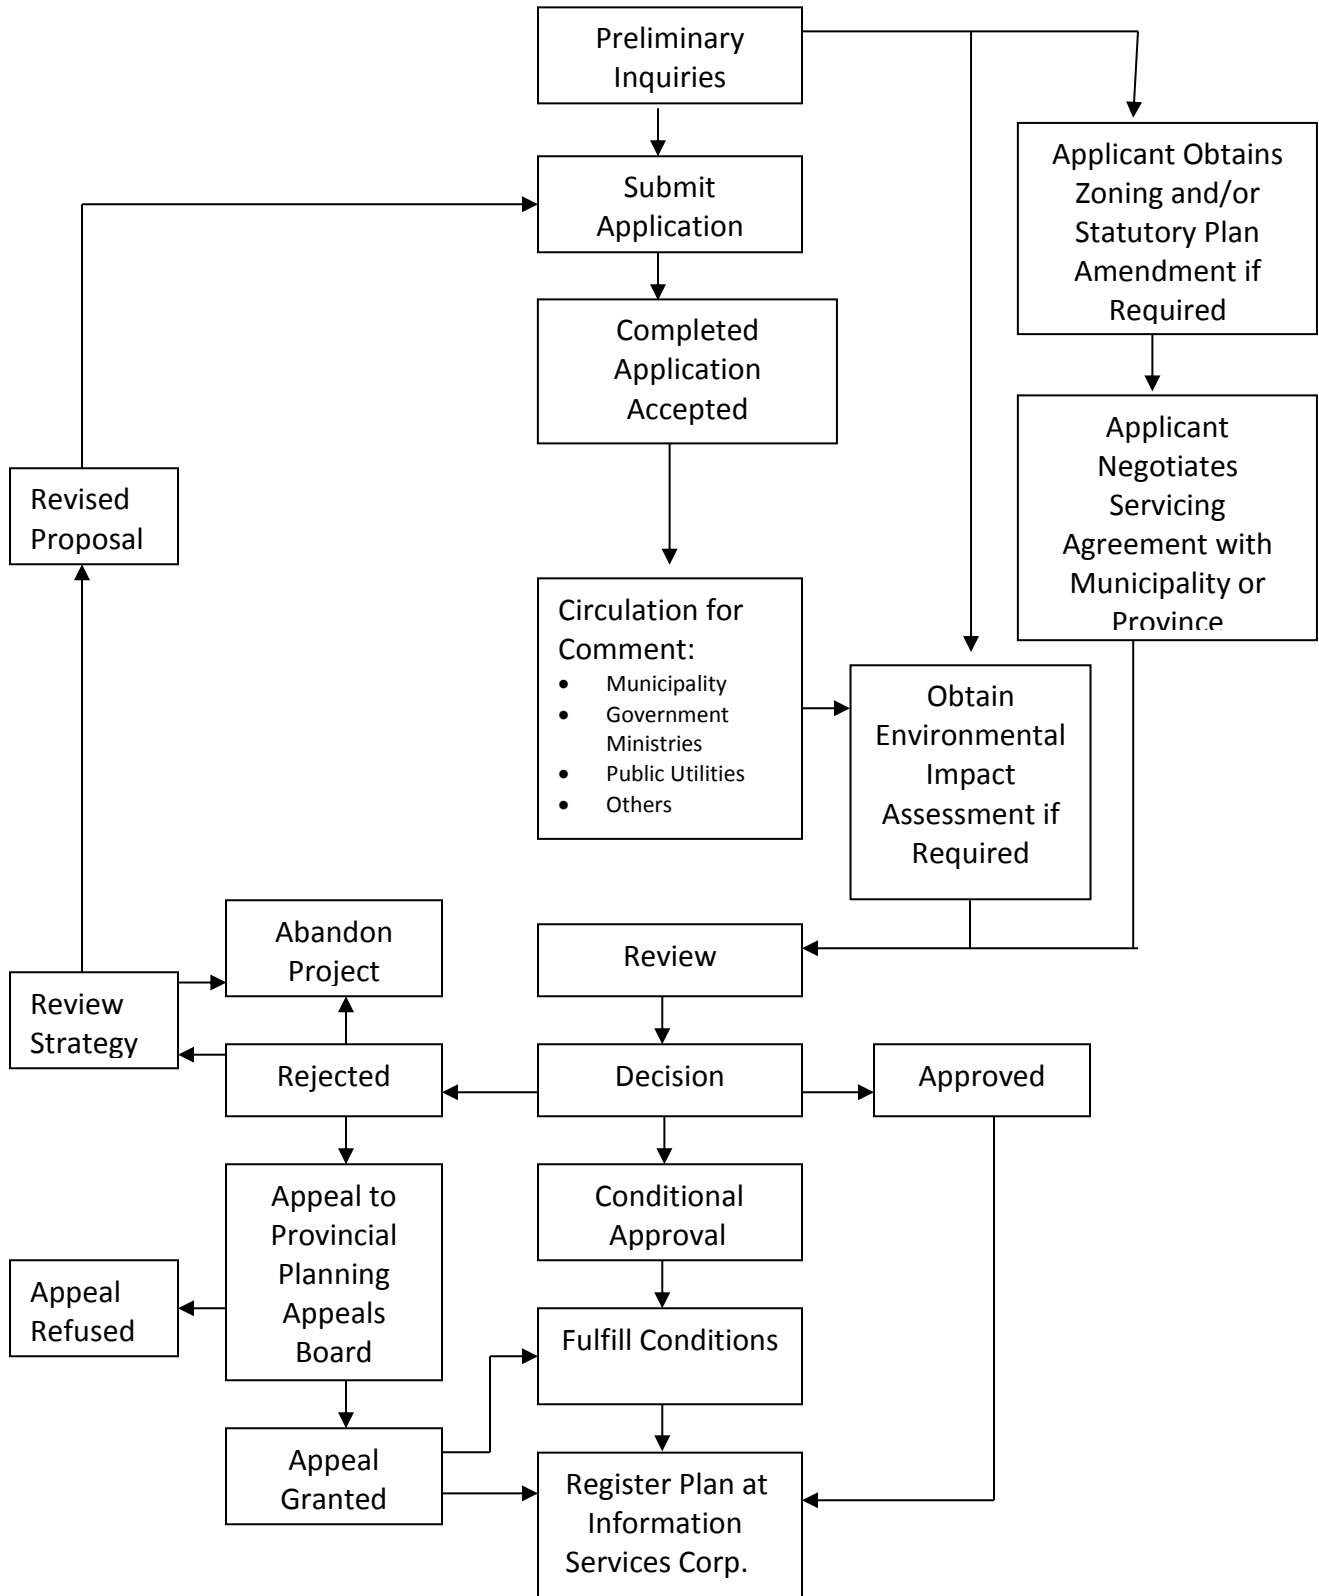 Preliminary
Inquiries
Submit
Application
Applicant Obtains
Zoning and/or
Statutory Plan
Amendment if
Required
Completed
Application
Accepted
Applicant
Negotiates
Servicing
Agreement with
Municipality or
Province
Revised
Proposal
Circulation for
Comment:
• Municipality
• Government
Ministries
• Public Utilities
• Others
Obtain
Environmental
Impact
Assessment if
Required
Abandon
Project
Review
Review
Strategy
Rejected
Decision
Approved
Appeal to
Provincial
Planning
Appeals
Board
Conditional
Approval
Appeal
Refused
Fulfill Conditions
Appeal
Granted
Register Plan at
Information
Services Corp.